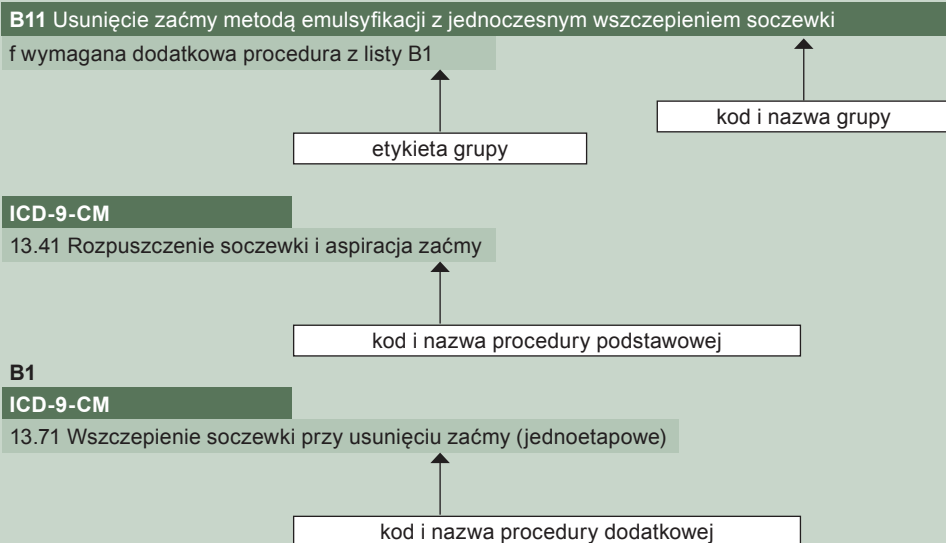 B11 Usunięcie zaćmy metodą emulsyfikacji z jednoczesnym wszczepieniem soczewki
f wymagana dodatkowa procedura z listy B1
kod i nazwa grupy
etykieta grupy
ICD-9-CM
13.41 Rozpuszczenie soczewki i aspiracja zaćmy
kod i nazwa procedury podstawowej
B1
ICD-9-CM
13.71 Wszczepienie soczewki przy usunięciu zaćmy (jednoetapowe)
kod i nazwa procedury dodatkowej